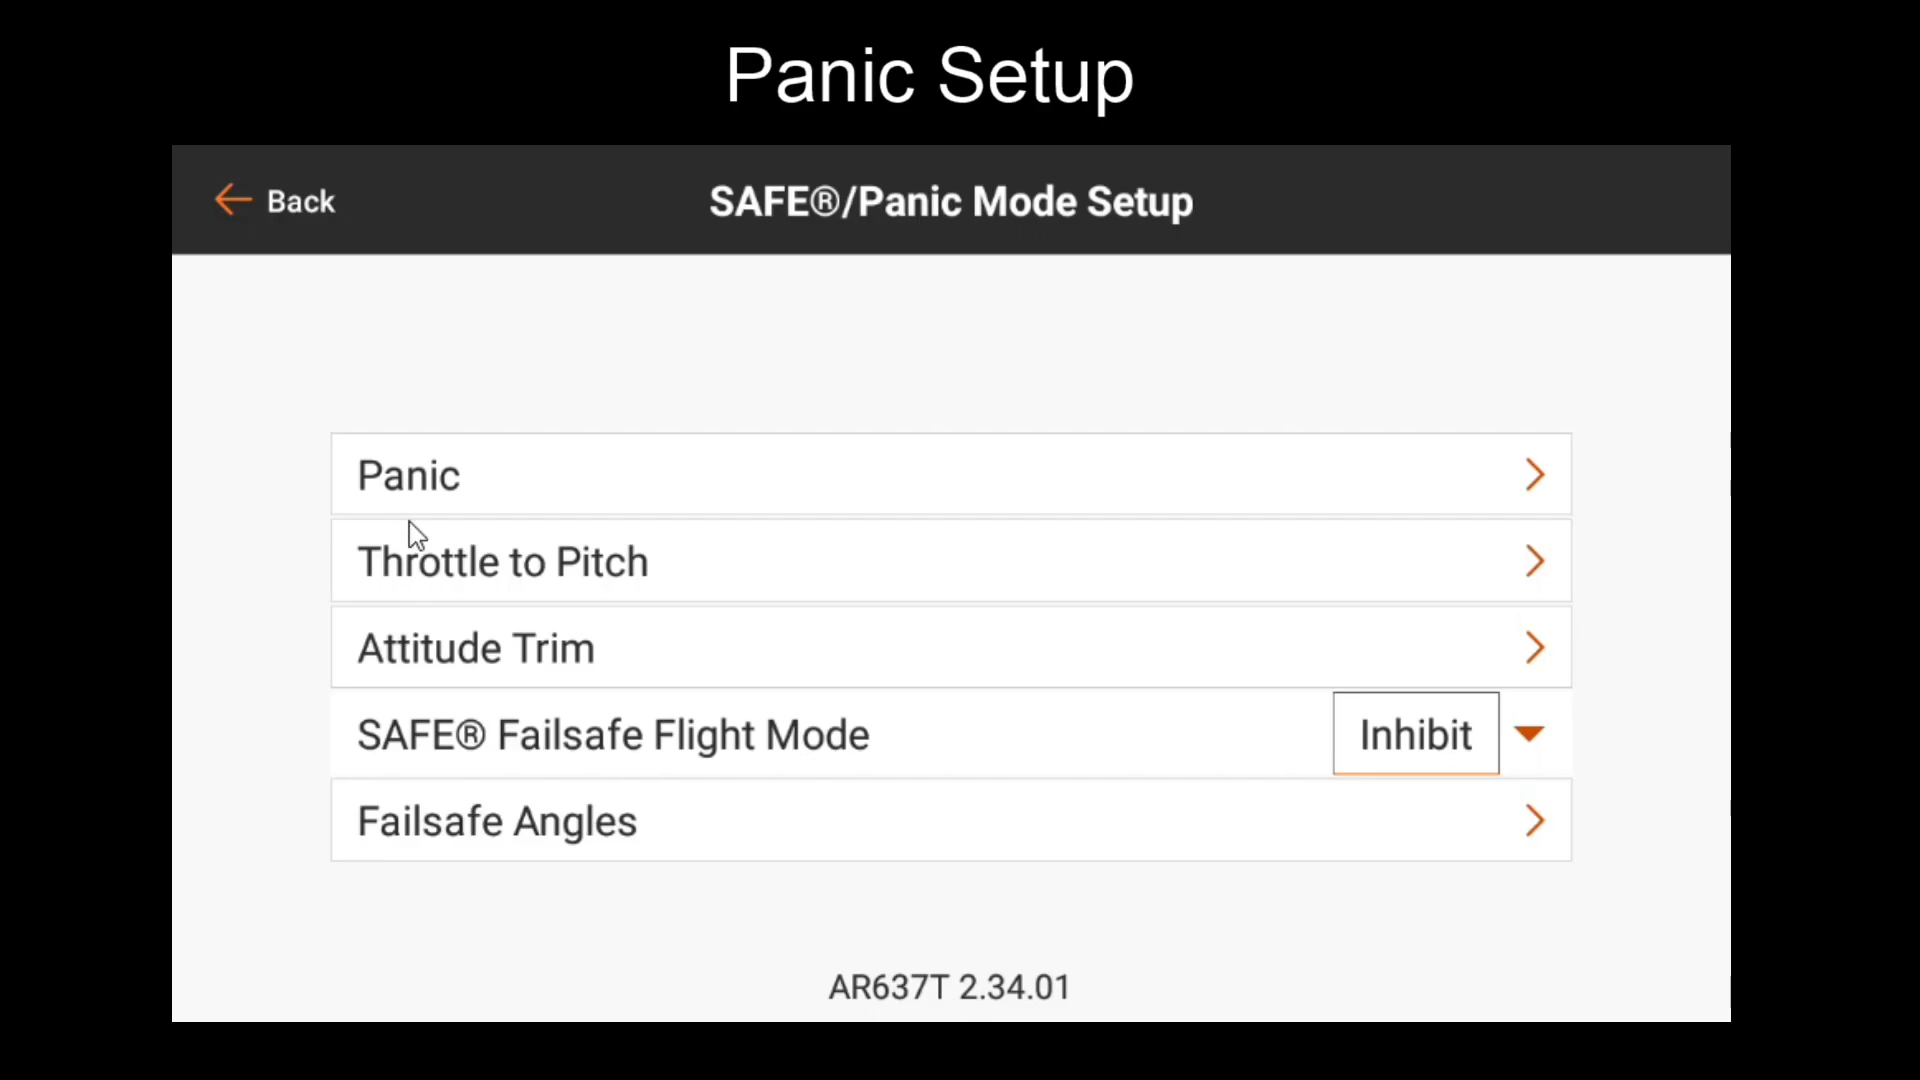 Panic Setup
Back
SAFE®/Panic Mode Setup
Panic
Throttle to Pitch
Attitude Trim
SAFE® Failsafe Flight Mode
Inhibit
Failsafe Angles
AR637T 2.34.01